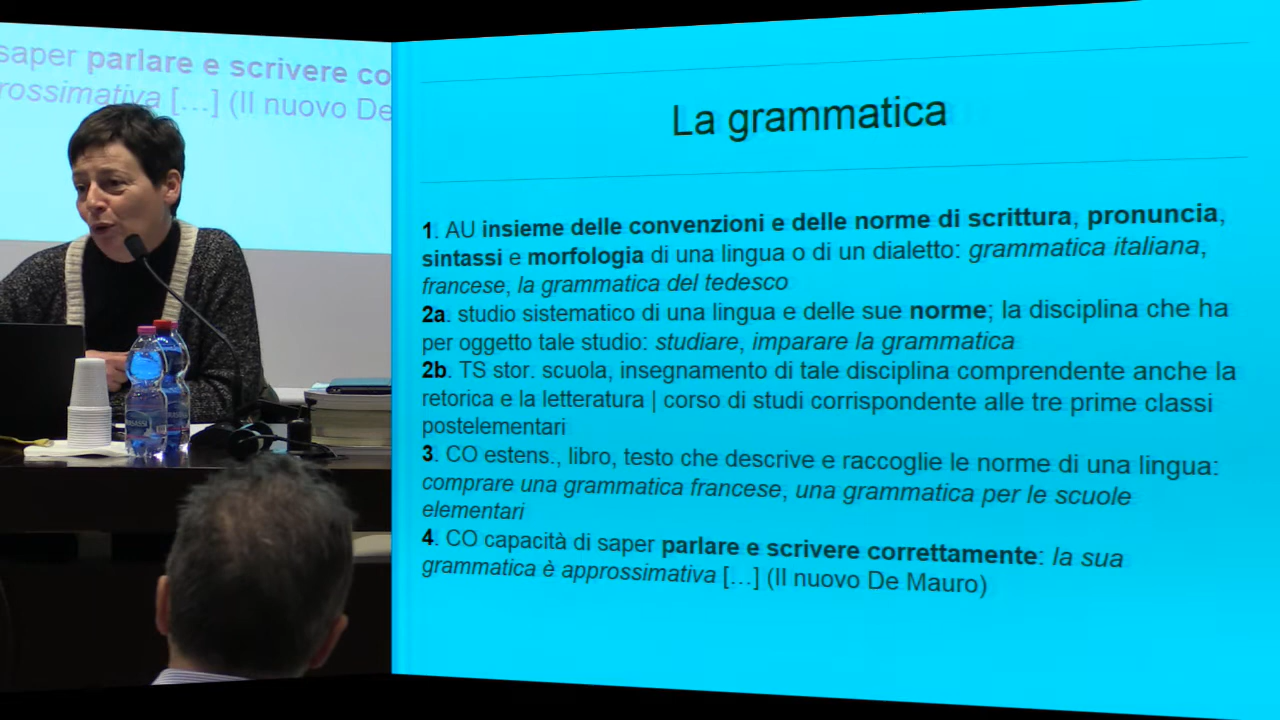 saper parlare e scrivere co
rossimativa [...] (Il nuovo De
La grammatica
1. AU insieme delle convenzioni e delle norme di scrittura, pronuncia,
sintassi e morfologia di una lingua o di un dialetto: grammatica italiana,
francese, la grammatica del tedesco
2a. studio sistematico di una lingua e delle sue norme; la disciplina che ha
per oggetto tale studio: studiare, imparare la grammatica
2b. TS stor. scuola, insegnamento di tale disciplina comprendente anche la
retorica e la letteratura | corso di studi corrispondente alle tre prime classi
postelementari
3. CO estens., libro, testo che descrive e raccoglie le norme di una lingua:
comprare una grammatica francese, una grammatica per le scuole
elementari
4. CO capacità di saper parlare e scrivere correttamente: la sua
grammatica è approssimativa [...] (Il nuovo De Mauro)